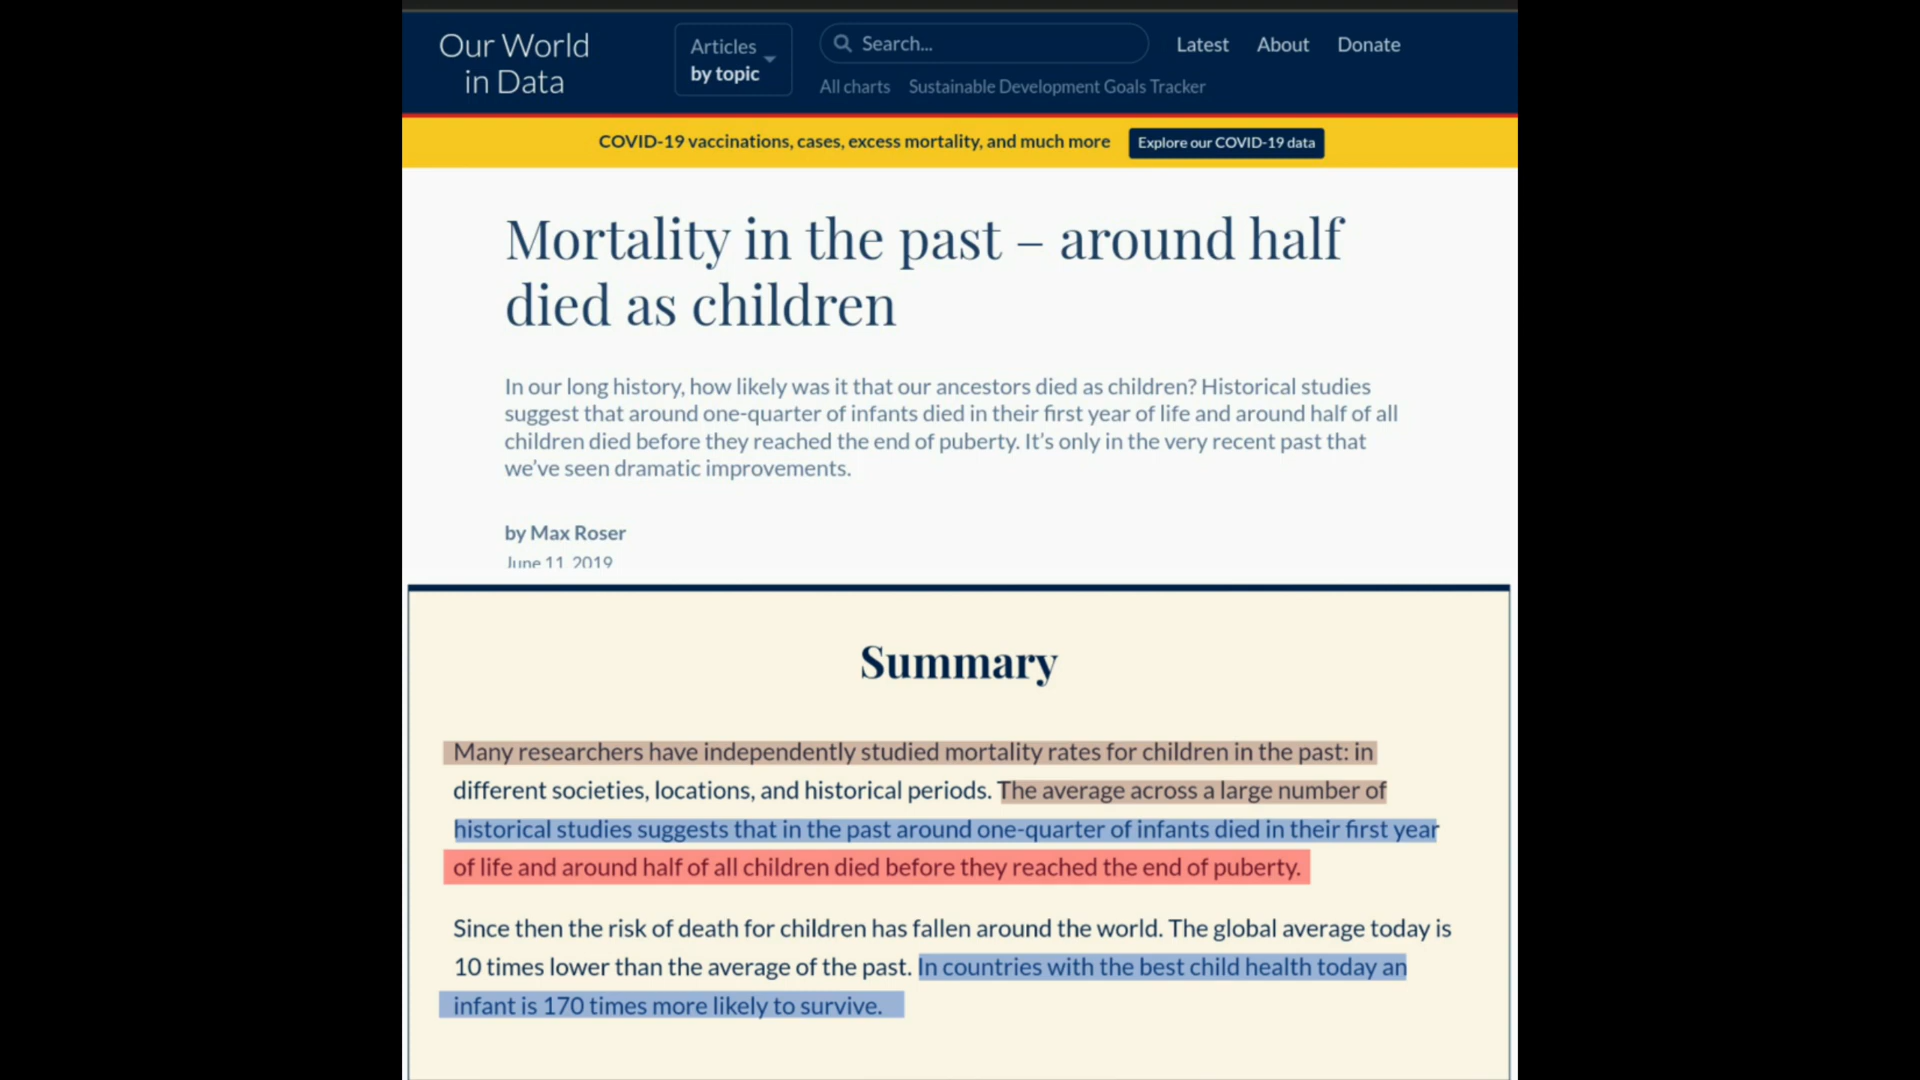 Our World
in Data
Articles
by topic
Search...
Latest About Donate
All charts Sustainable Development Goals Tracker
COVID-19 vaccinations, cases, excess mortality, and much more Explore our COVID-19 data
Mortality in the past – around half
died as children
In our long history, how likely was it that our ancestors died as children? Historical studies
suggest that around one-quarter of infants died in their first year of life and around half of all
children died before they reached the end of puberty. It's only in the very recent past that
we've seen dramatic improvements.
by Max Roser
June 11, 2019
Summary
Many researchers have independently studied mortality rates for children in the past: in
different societies, locations, and historical periods. The average across a large number of
historical studies suggests that in the past around one-quarter of infants died in their first year
of life and around half of all children died before they reached the end of puberty.
Since then the risk of death for children has fallen around the world. The global average today is
10 times lower than the average of the past. In countries with the best child health today an
infant is 170 times more likely to survive.